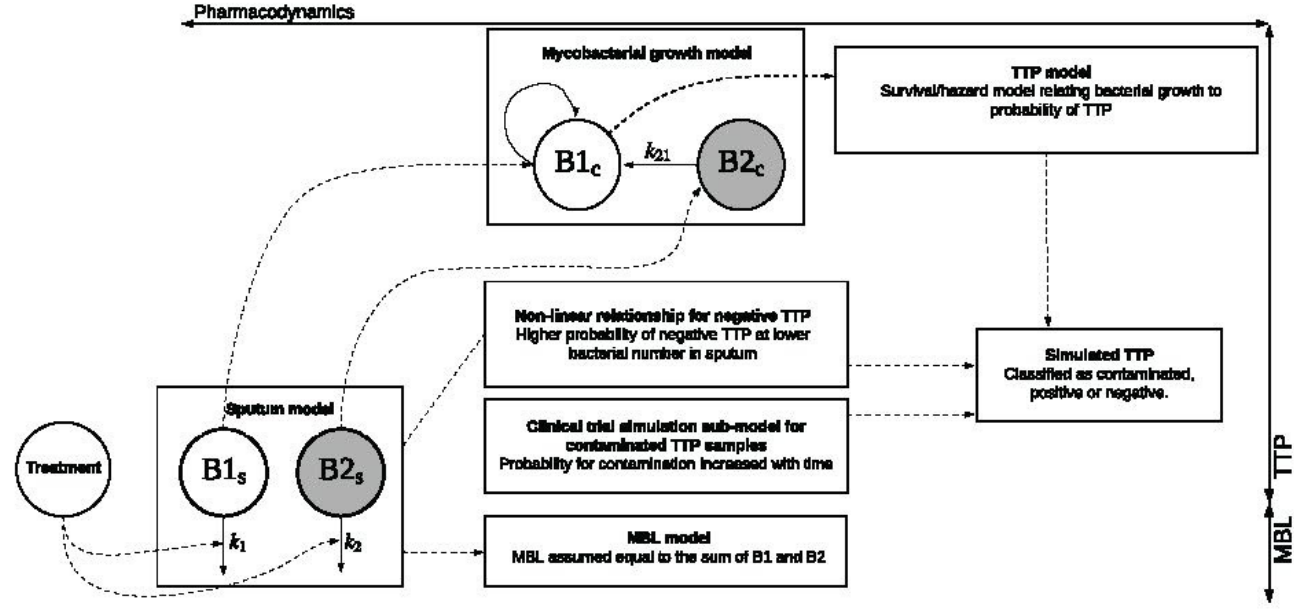 Pharmacodynamics
Mycobacterial growth model
B1c
k21
B2c
TTP model
Survival/hazard model relating bacterial growth to
probability of TTP
Non-linear relationship for negative TTP
Higher probability of negative TTP at lower
bacterial number in sputum
Simulated TTP
Classified as contaminated,
positive or negative.
Clinical trial simulation sub-model for
contaminated TTP samples
Probability for contamination increased with time
Sputum model
Treatment
B1s
B2s
k1
k2
MBL model
MBL assumed equal to the sum of B1 and B2
TTP
MBL